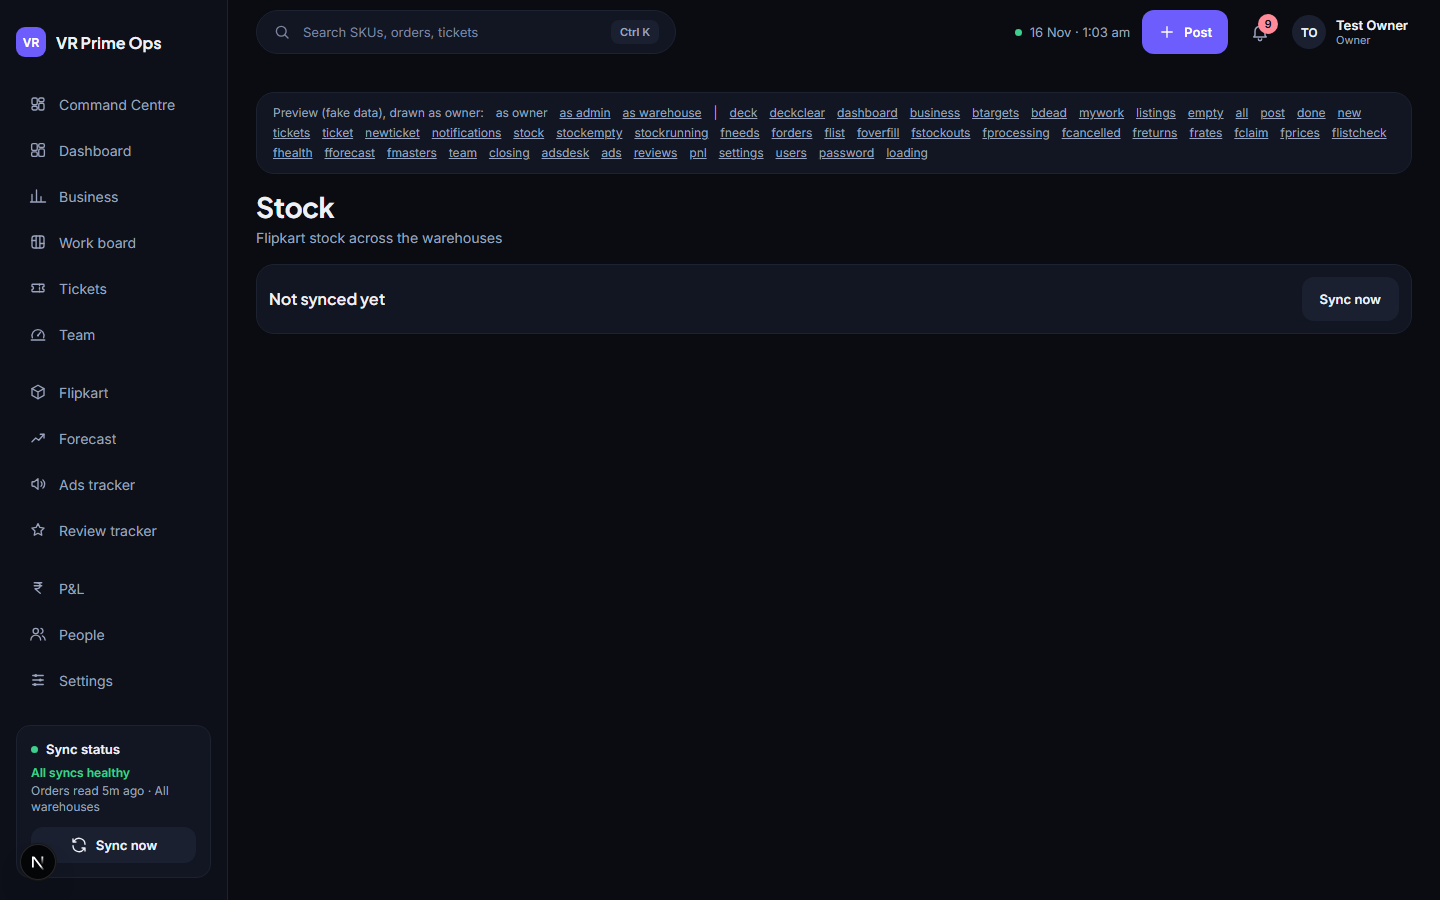 VR VR Prime Ops
Search SKUs, orders, tickets Ctrl K
16 Nov · 1:03 am
Post
9
TO
Test Owner
Owner
Command Centre
Dashboard
Business
Work board
Tickets
Team
Flipkart
Forecast
Ads tracker
Review tracker
P&L
People
Settings
Sync status
All syncs healthy
Orders read 5m ago · All
warehouses
Sync now
N
Preview (fake data), drawn as owner: as owner as admin as warehouse | deck deckclear dashboard business btargets bdead mywork listings empty all post done new
tickets ticket newticket notifications stock stockempty stockrunning fneeds forders flist foverfill fstockouts fprocessing fcancelled freturns frates fclaim fprices flistcheck
fhealth fforecast fmasters team closing adsdesk ads reviews pnl settings users password loading
Stock
Flipkart stock across the warehouses
Not synced yet
Sync now